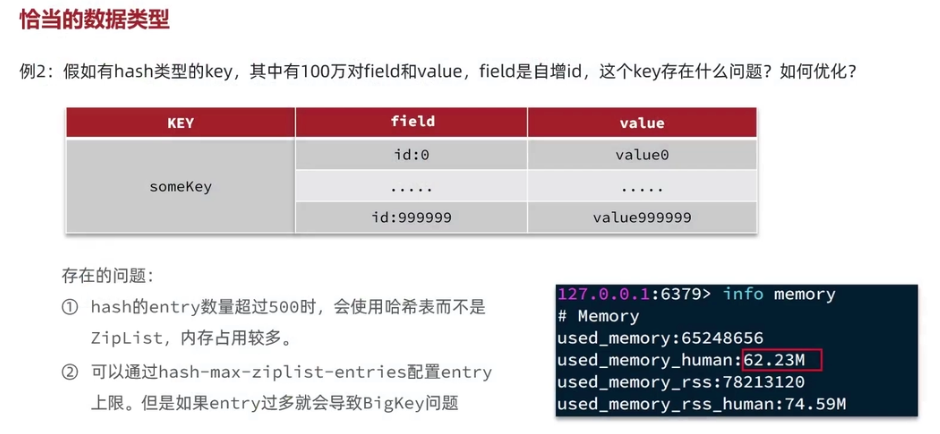 恰当的数据类型
例2：假如有hash类型的key，其中有100万对field和value，field是自增id，这个key存在什么问题？如何优化？
KEY field value
id:0 value0
someKey ..... .....
id:999999 value999999
存在的问题：
① hash的entry数量超过500时，会使用哈希表而不是
ZipList，内存占用较多。
② 可以通过hash-max-ziplist-entries配置entry
上限。但是如果entry过多就会导致BigKey问题
127.0.0.1:6379> info memory
# Memory
used_memory:65248656
used_memory_human:62.23M
used_memory_rss:78213120
used_memory_rss_human:74.59M